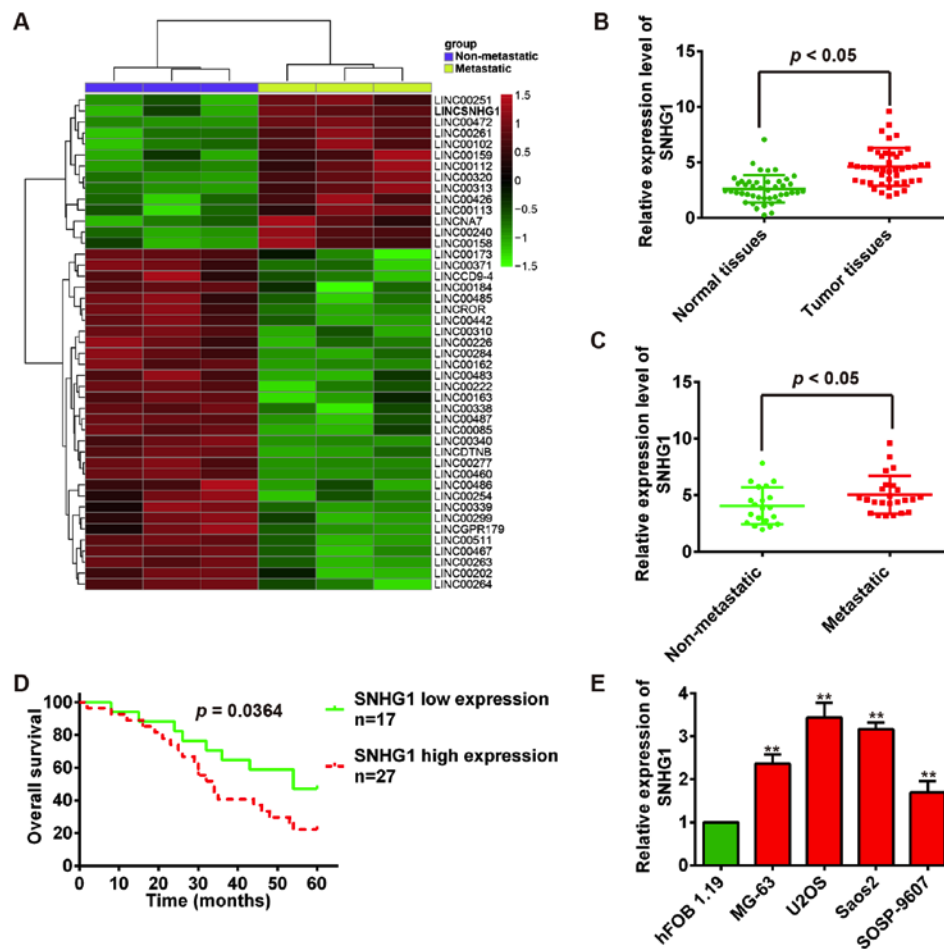 A
group
Non-metastatic
Metastatic
1.5
1
0.5
0
−0.5
−1
−1.5
LINC00251
LINCSNHG1
LINC00472
LINC00261
LINC00102
LINC00159
LINC00112
LINC00320
LINC00313
LINC00426
LINC00113
LINCNA7
LINC00240
LINC00158
LINC00173
LINC00371
LINCCD9-4
LINC00184
LINC00485
LINCROR
LINC00442
LINC00310
LINC00226
LINC00284
LINC00162
LINC00483
LINC00222
LINC00163
LINC00338
LINC00487
LINC00085
LINC00340
LINCDTNB
LINC00277
LINC00460
LINC00486
LINC00254
LINC00339
LINC00299
LINCGPR179
LINC00511
LINC00467
LINC00263
LINC00202
LINC00264
B
Relative expression level of
SNHG1
15
10
5
0
p < 0.05
Normal tissues
Tumor tissues
C
Relative expression level of
SNHG1
15
10
5
0
p < 0.05
Non-metastatic
Metastatic
D
Overall survival
100
80
60
40
20
0
p = 0.0364
0 10 20 30 40 50 60
Time (months)
SNHG1 low expression
n=17
SNHG1 high expression
n=27
E
Relative expression of
SNHG1
4
3
2
1
0
**
**
**
**
hFOB 1.19
MG-63
U2OS
Saos2
SOSP-9607